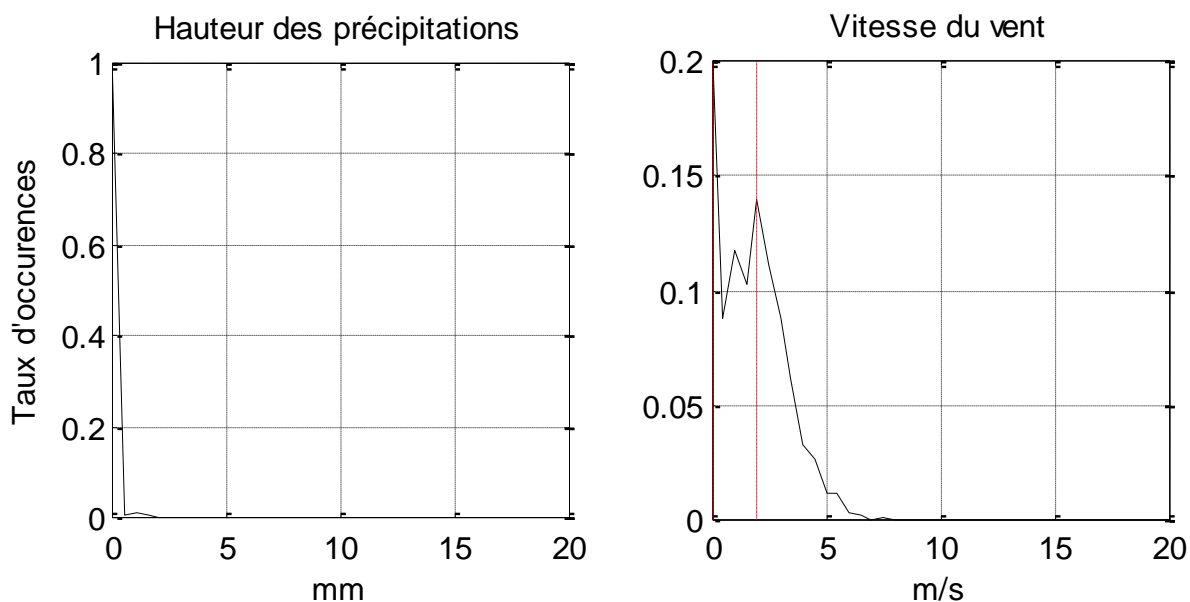 Hauteur des précipitations
1
0.8
0.6
0.4
0.2
0
Taux d'occurences
0 5 10 15 20
mm
Vitesse du vent
0.2
0.15
0.1
0.05
0
0 5 10 15 20
m/s